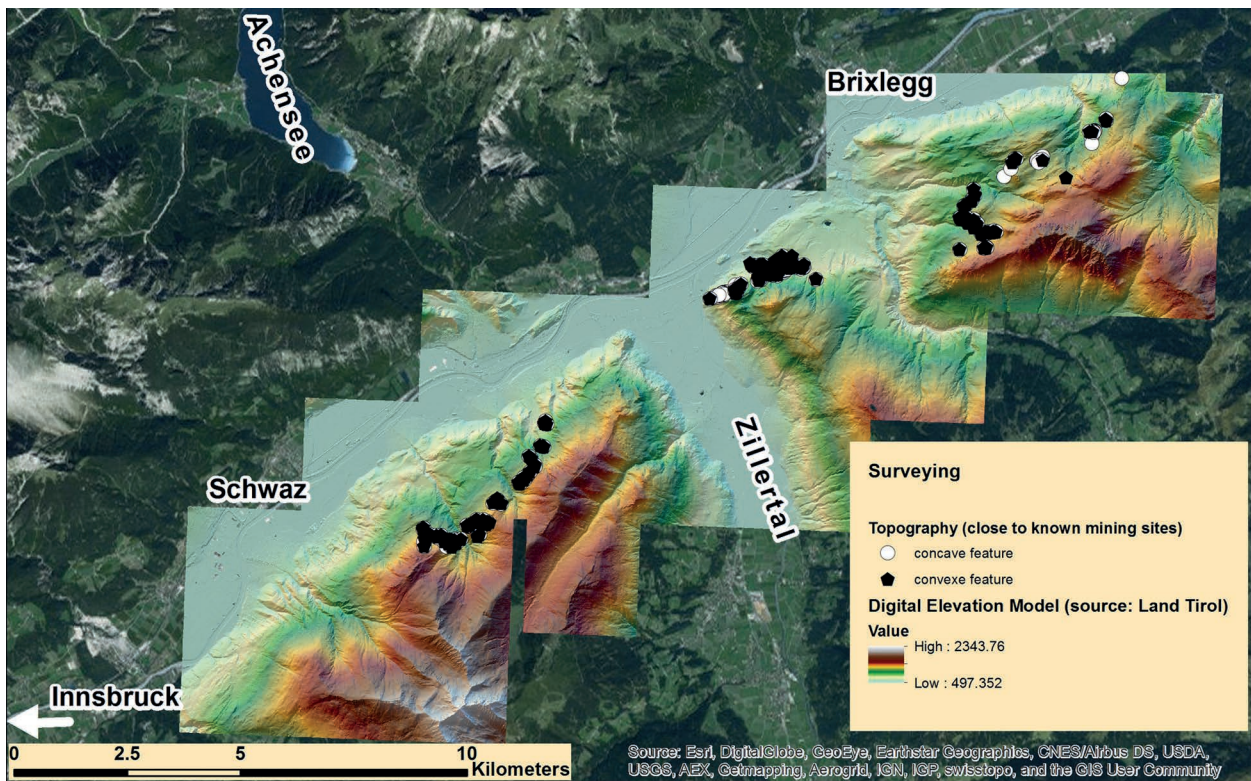 Achensee
Brixlegg
Zillertal
Schwaz
Innsbruck
Surveying
Topography (close to known mining sites)
concave feature
convexe feature
Digital Elevation Model (source: Land Tirol)
Value
High : 2343.76
Low : 497.352
0 2.5 5 10
Kilometers
Source: Esri, DigitalGlobe, GeoEye, Earthstar Geographics, CNES/Airbus DS, USDA,
USGS, AEX, Getmapping, Aerogrid, IGN, IGP, swisstopo, and the GIS User Community